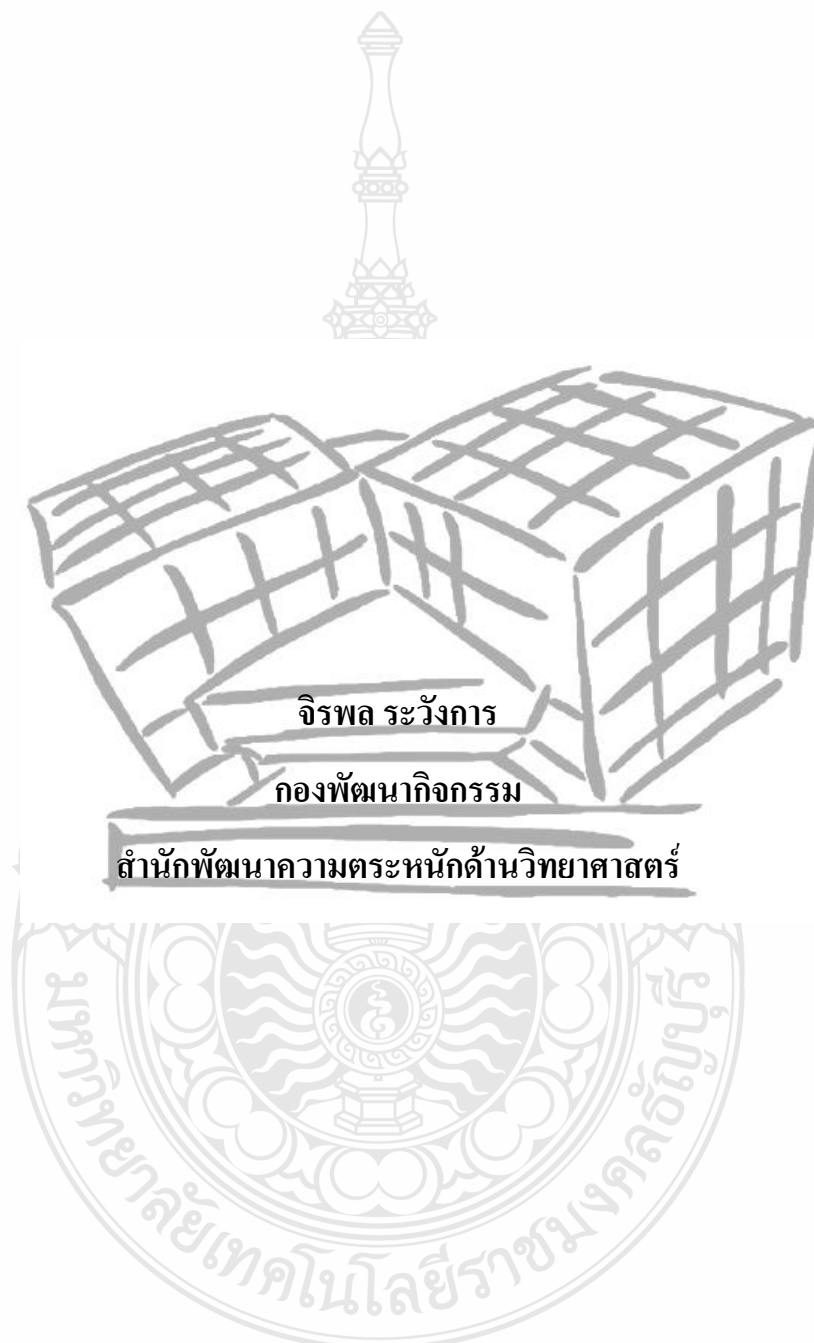 จิรพล ระวังการ
กองพัฒนากิจกรรม
สำนักพัฒนาความตระหนักด้านวิทยาศาสตร์
มหาวิทยาลัยเทคโนโลยีราชมงคลธัญบุรี